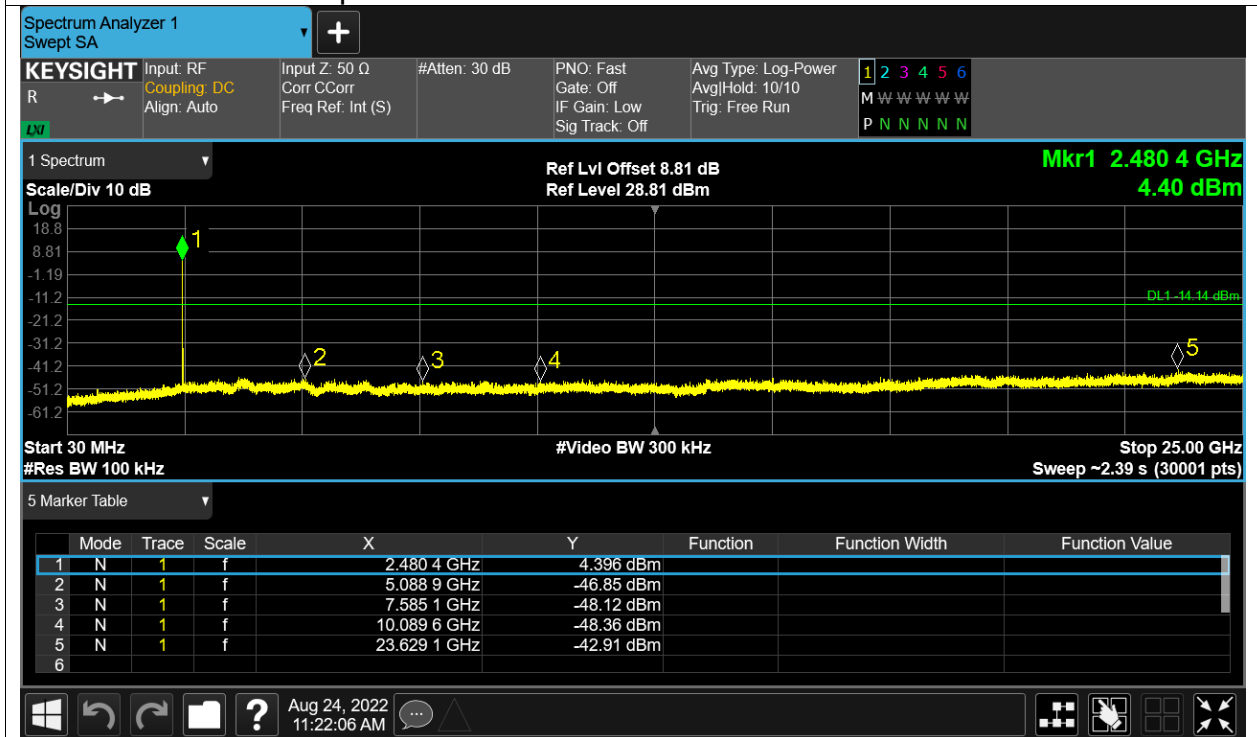 Spectrum Analyzer 1
Swept SA
+
KEYSIGHT Input: RF Input Z: 50 Ω #Atten: 30 dB PNO: Fast Avg Type: Log-Power 1 2 3 4 5 6
R Coupling: DC Corr CCorr Gate: Off Avg|Hold: 10/10 M W W W W W
Align: Auto Freq Ref: Int (S) IF Gain: Low Trig: Free Run
LXI Sig Track: Off P N N N N N
1 Spectrum Ref Lvl Offset 8.81 dB Mkr1 2.480 4 GHz
Scale/Div 10 dB Ref Level 28.81 dBm 4.40 dBm
Log
18.8
1
8.81
-1.19
-11.2 DL1 -14.14 dBm
-21.2
-31.2
2 3 4 5
-41.2
-51.2
-61.2
Start 30 MHz #Video BW 300 kHz Stop 25.00 GHz
#Res BW 100 kHz Sweep ~2.39 s (30001 pts)
5 Marker Table
Mode Trace Scale X Y Function Function Width Function Value
1 N 1 f 2.480 4 GHz 4.396 dBm
2 N 1 f 5.088 9 GHz -46.85 dBm
3 N 1 f 7.585 1 GHz -48.12 dBm
4 N 1 f 10.089 6 GHz -48.36 dBm
5 N 1 f 23.629 1 GHz -42.91 dBm
6
? Aug 24, 2022
11:22:06 AM